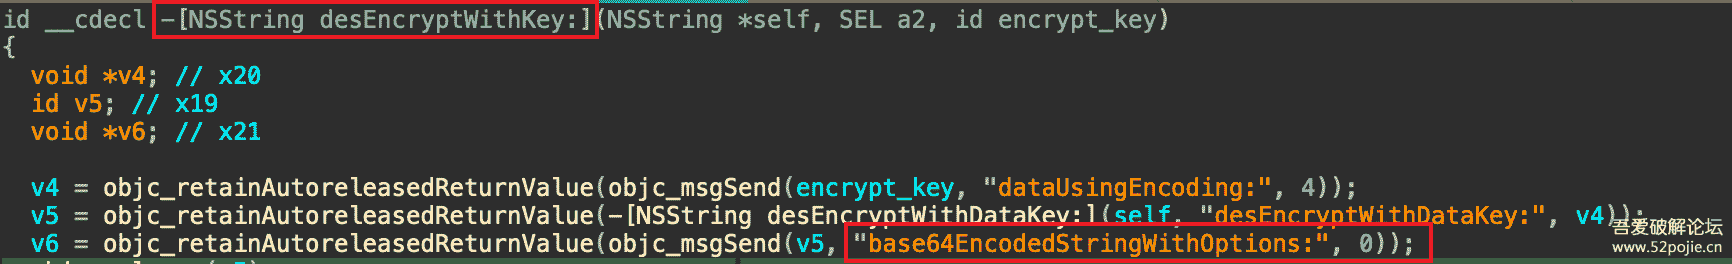 id __cdecl -[NSString desEncryptWithKey:](NSString *self, SEL a2, id encrypt_key)
{
void *v4; // x20
id v5; // x19
void *v6; // x21
v4 = objc_retainAutoreleasedReturnValue(objc_msgSend(encrypt_key, "dataUsingEncoding:", 4));
v5 = objc_retainAutoreleasedReturnValue(-[NSString desEncryptWithDataKey:](self, "desEncryptWithDataKey:", v4));
v6 = objc_retainAutoreleasedReturnValue(objc_msgSend(v5, "base64EncodedStringWithOptions:", 0));
吾爱破解论坛
www.52pojie.cn